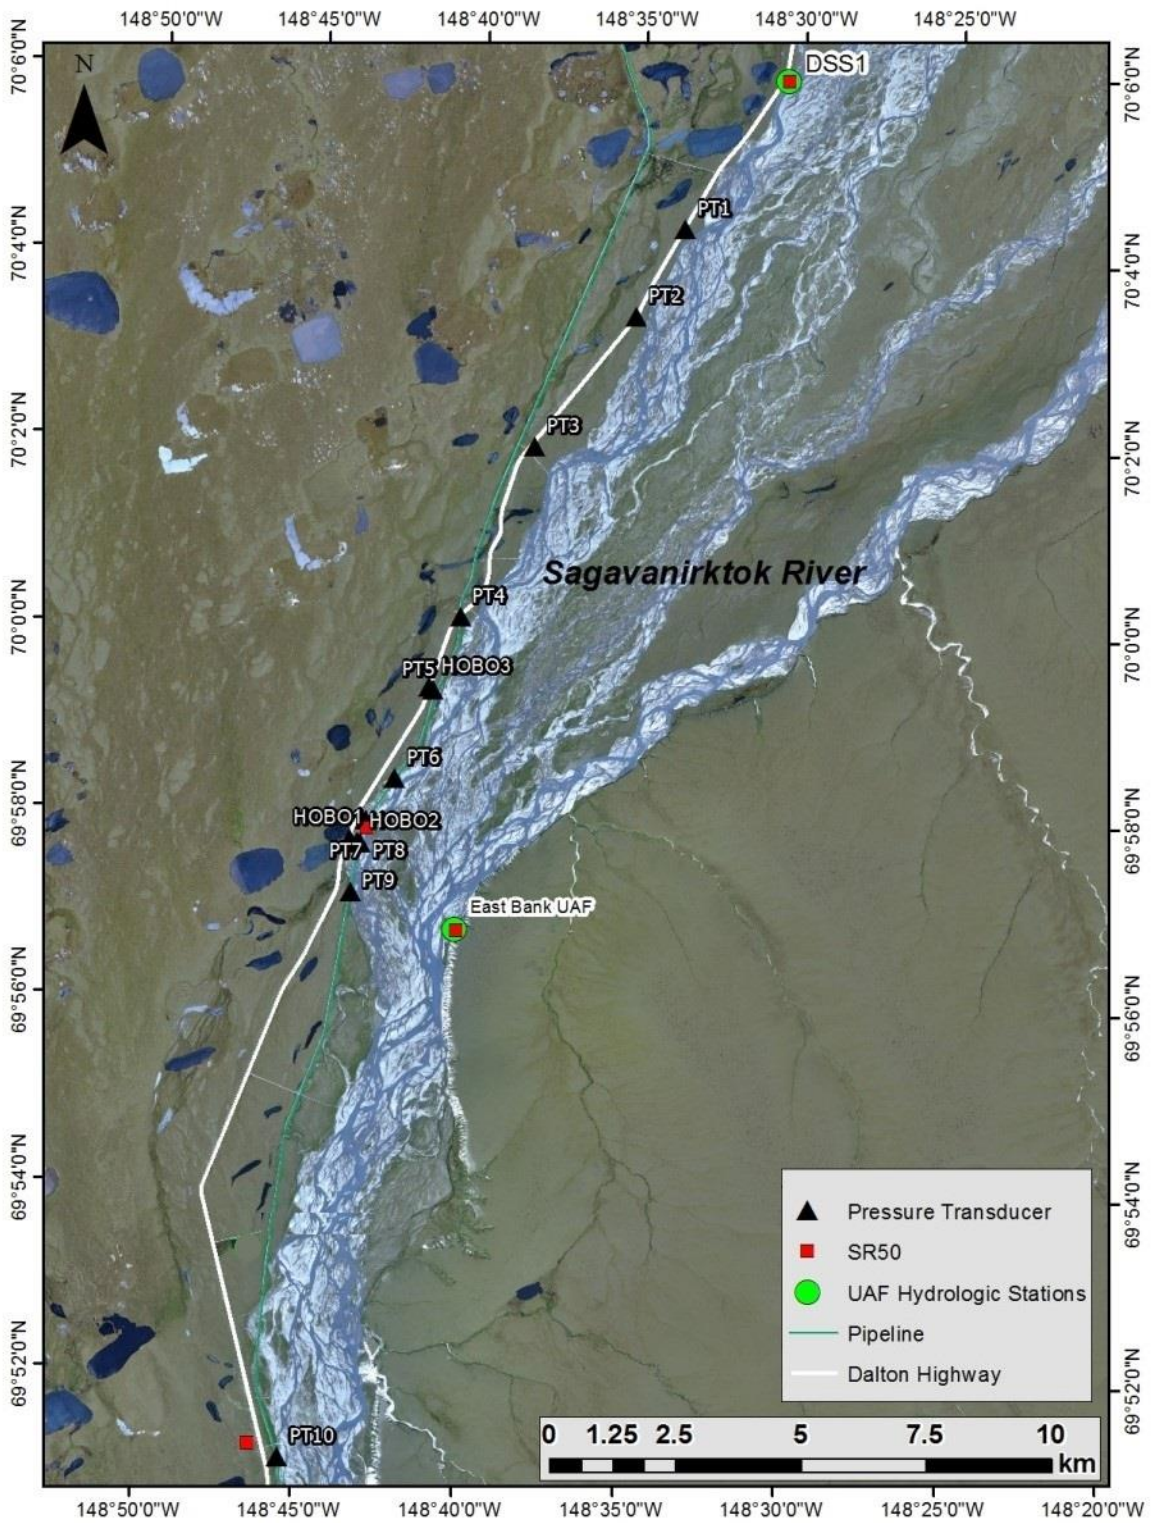 148°50'0"W 148°45'0"W 148°40'0"W 148°35'0"W 148°30'0"W 148°25'0"W
70°6'0"N
N
DSS1
70°6'0"N
PT1
70°4'0"N
70°4'0"N
PT2
PT3
70°2'0"N
70°2'0"N
Sagavanirktok River
PT4
70°0'0"N
70°0'0"N
PT5 HOBO3
PT6
69°58'0"N
HOBO1 HOBO2
69°58'0"N
PT7 PT8
PT9
East Bank UAF
69°56'0"N
69°56'0"N
69°54'0"N
69°54'0"N
Pressure Transducer
SR50
UAF Hydrologic Stations
Pipeline
Dalton Highway
69°52'0"N
69°52'0"N
PT10
0 1.25 2.5 5 7.5 10
km
148°50'0"W 148°45'0"W 148°40'0"W 148°35'0"W 148°30'0"W 148°25'0"W 148°20'0"W